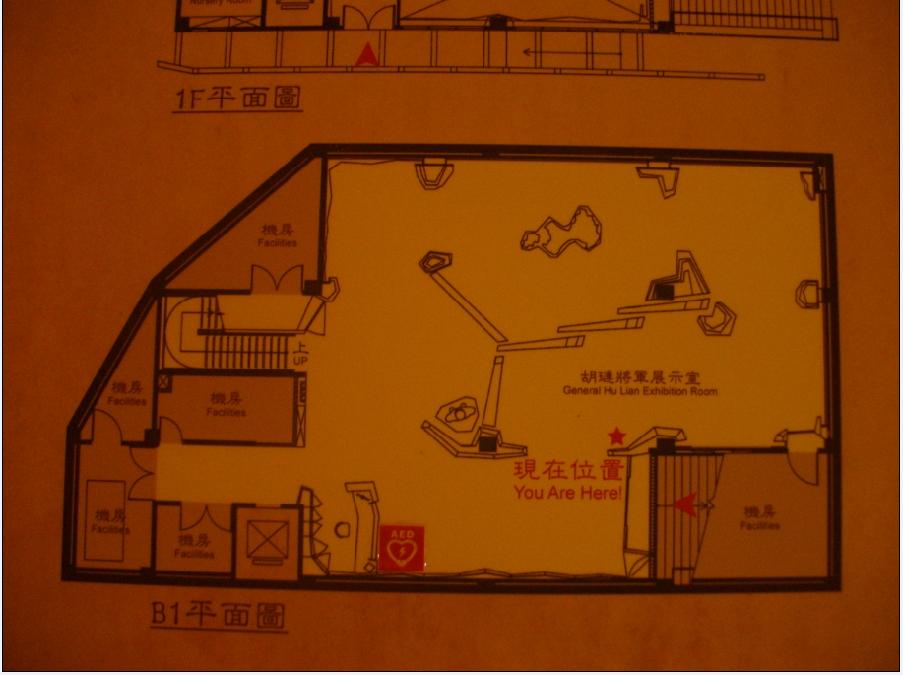 Nursery Room
1F平面圖
機房
Facilities
上
UP
胡璉將軍展示室
General Hu Lian Exhibition Room
機房
Facilities
機房
Facilities
現在位置
You Are Here!
機房
Facilities
機房
Facilities
機房
Facilities
AED
B1平面圖